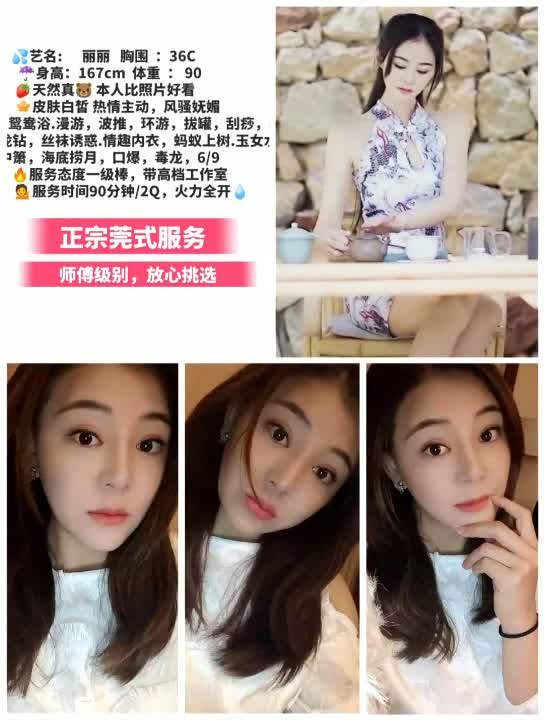 💦艺名： 丽丽 胸围 ：36C
☔身高：167cm 体重 ： 90
🍓天然真🐻本人比照片好看
🍁皮肤白皙 热情主动，风骚妩媚
鸳鸯浴.漫游，波推，环游，拔罐，刮痧，
龙钻，丝袜诱惑.情趣内衣，蚂蚁上树.玉女
箫，海底捞月，口爆，毒龙，6/9
🔥服务态度一级棒，带高档工作室
💁服务时间90分钟/2Q，火力全开💧
正宗莞式服务
师傅级别，放心挑选